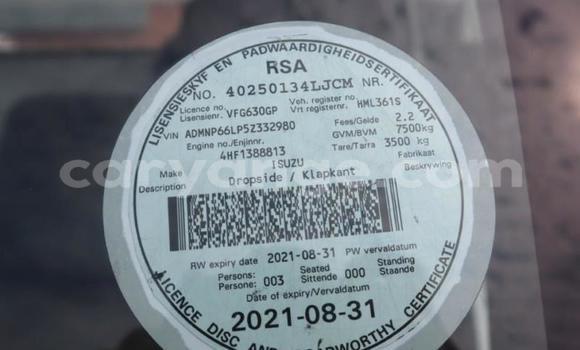 LISENSIESKYF EN PADWAARDIGHEIDSERTIFIKAAT
RSA
NO. 40250134LJCM NR.
Licence no. VFG630GP Veh. register no. HML361S
Lisensienr. Vrt registernr.
VIN ADMNP66LP5Z332980 Fees/Gelde 2.2
Engine no./Enjinnr. GVM/BVM 7500kg
4HF1388813 Tare/Tarra 3500 kg
Make ISUZU Fabrikaat
Description Dropside / Klapkant Beskrywing
RW expiry date 2021-08-31 PW vervaldatum
Persons: 003 Seated 000 Standing
Persone: Sittende Staande
Date of expiry/Vervaldatum
2021-08-31
LICENCE DISC AND ROADWORTHY CERTIFICATE